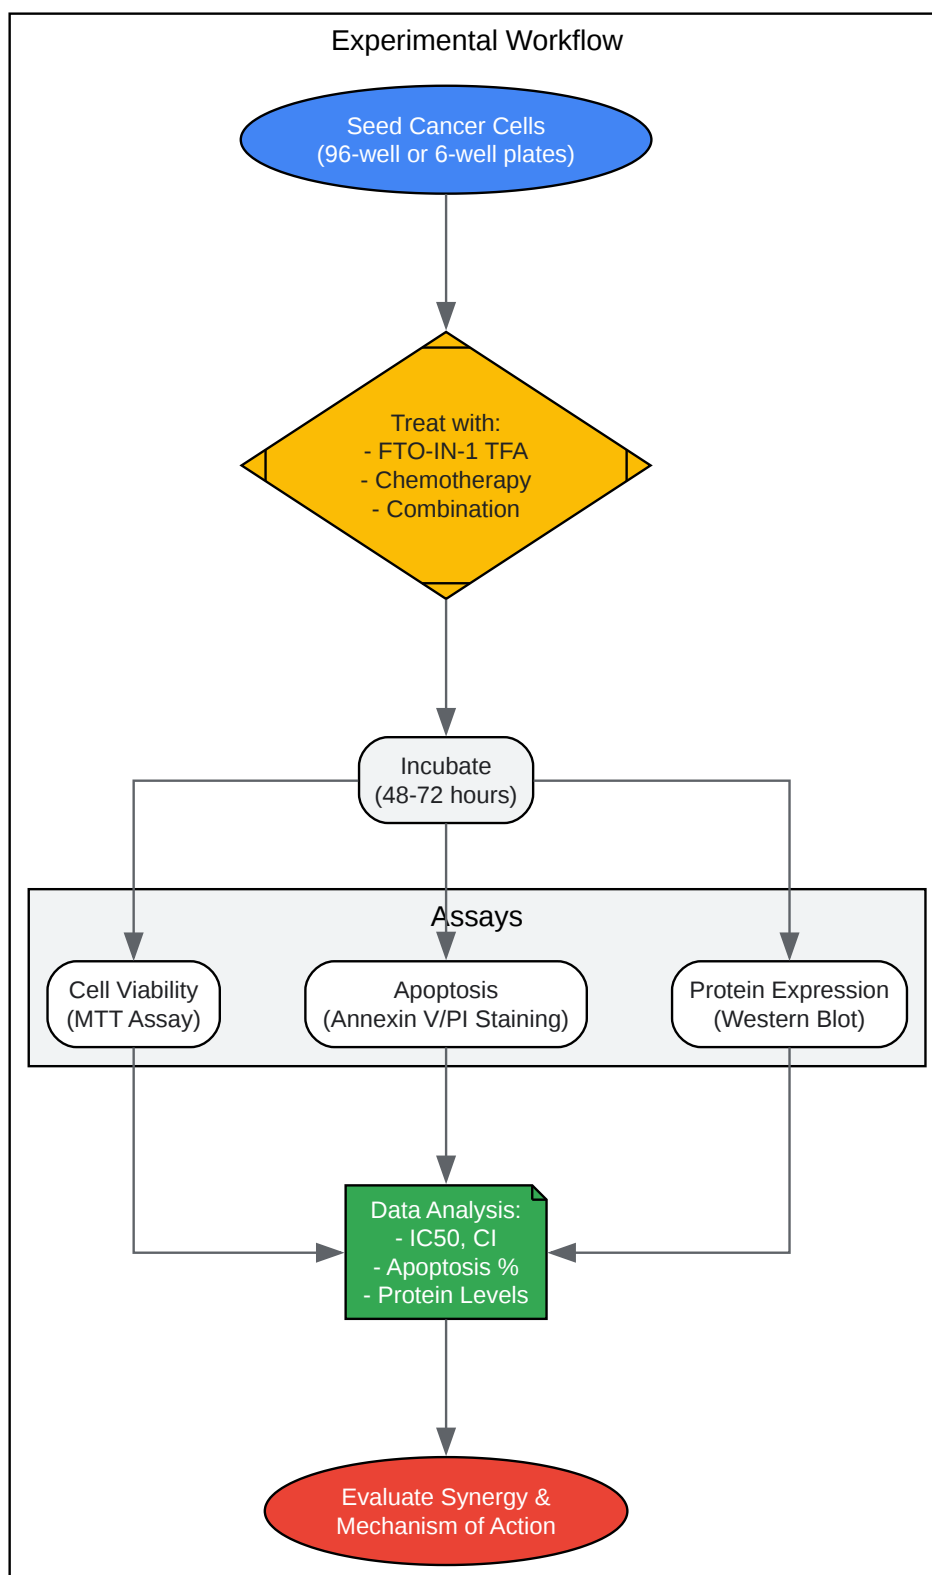 Experimental Workflow
Seed Cancer Cells
(96-well or 6-well plates)
Treat with:
- FTO-IN-1 TFA
- Chemotherapy
- Combination
Incubate
(48-72 hours)
Assays
Cell Viability
(MTT Assay)
Apoptosis
(Annexin V/PI Staining)
Protein Expression
(Western Blot)
Data Analysis:
- IC50, CI
- Apoptosis %
- Protein Levels
Evaluate Synergy &
Mechanism of Action